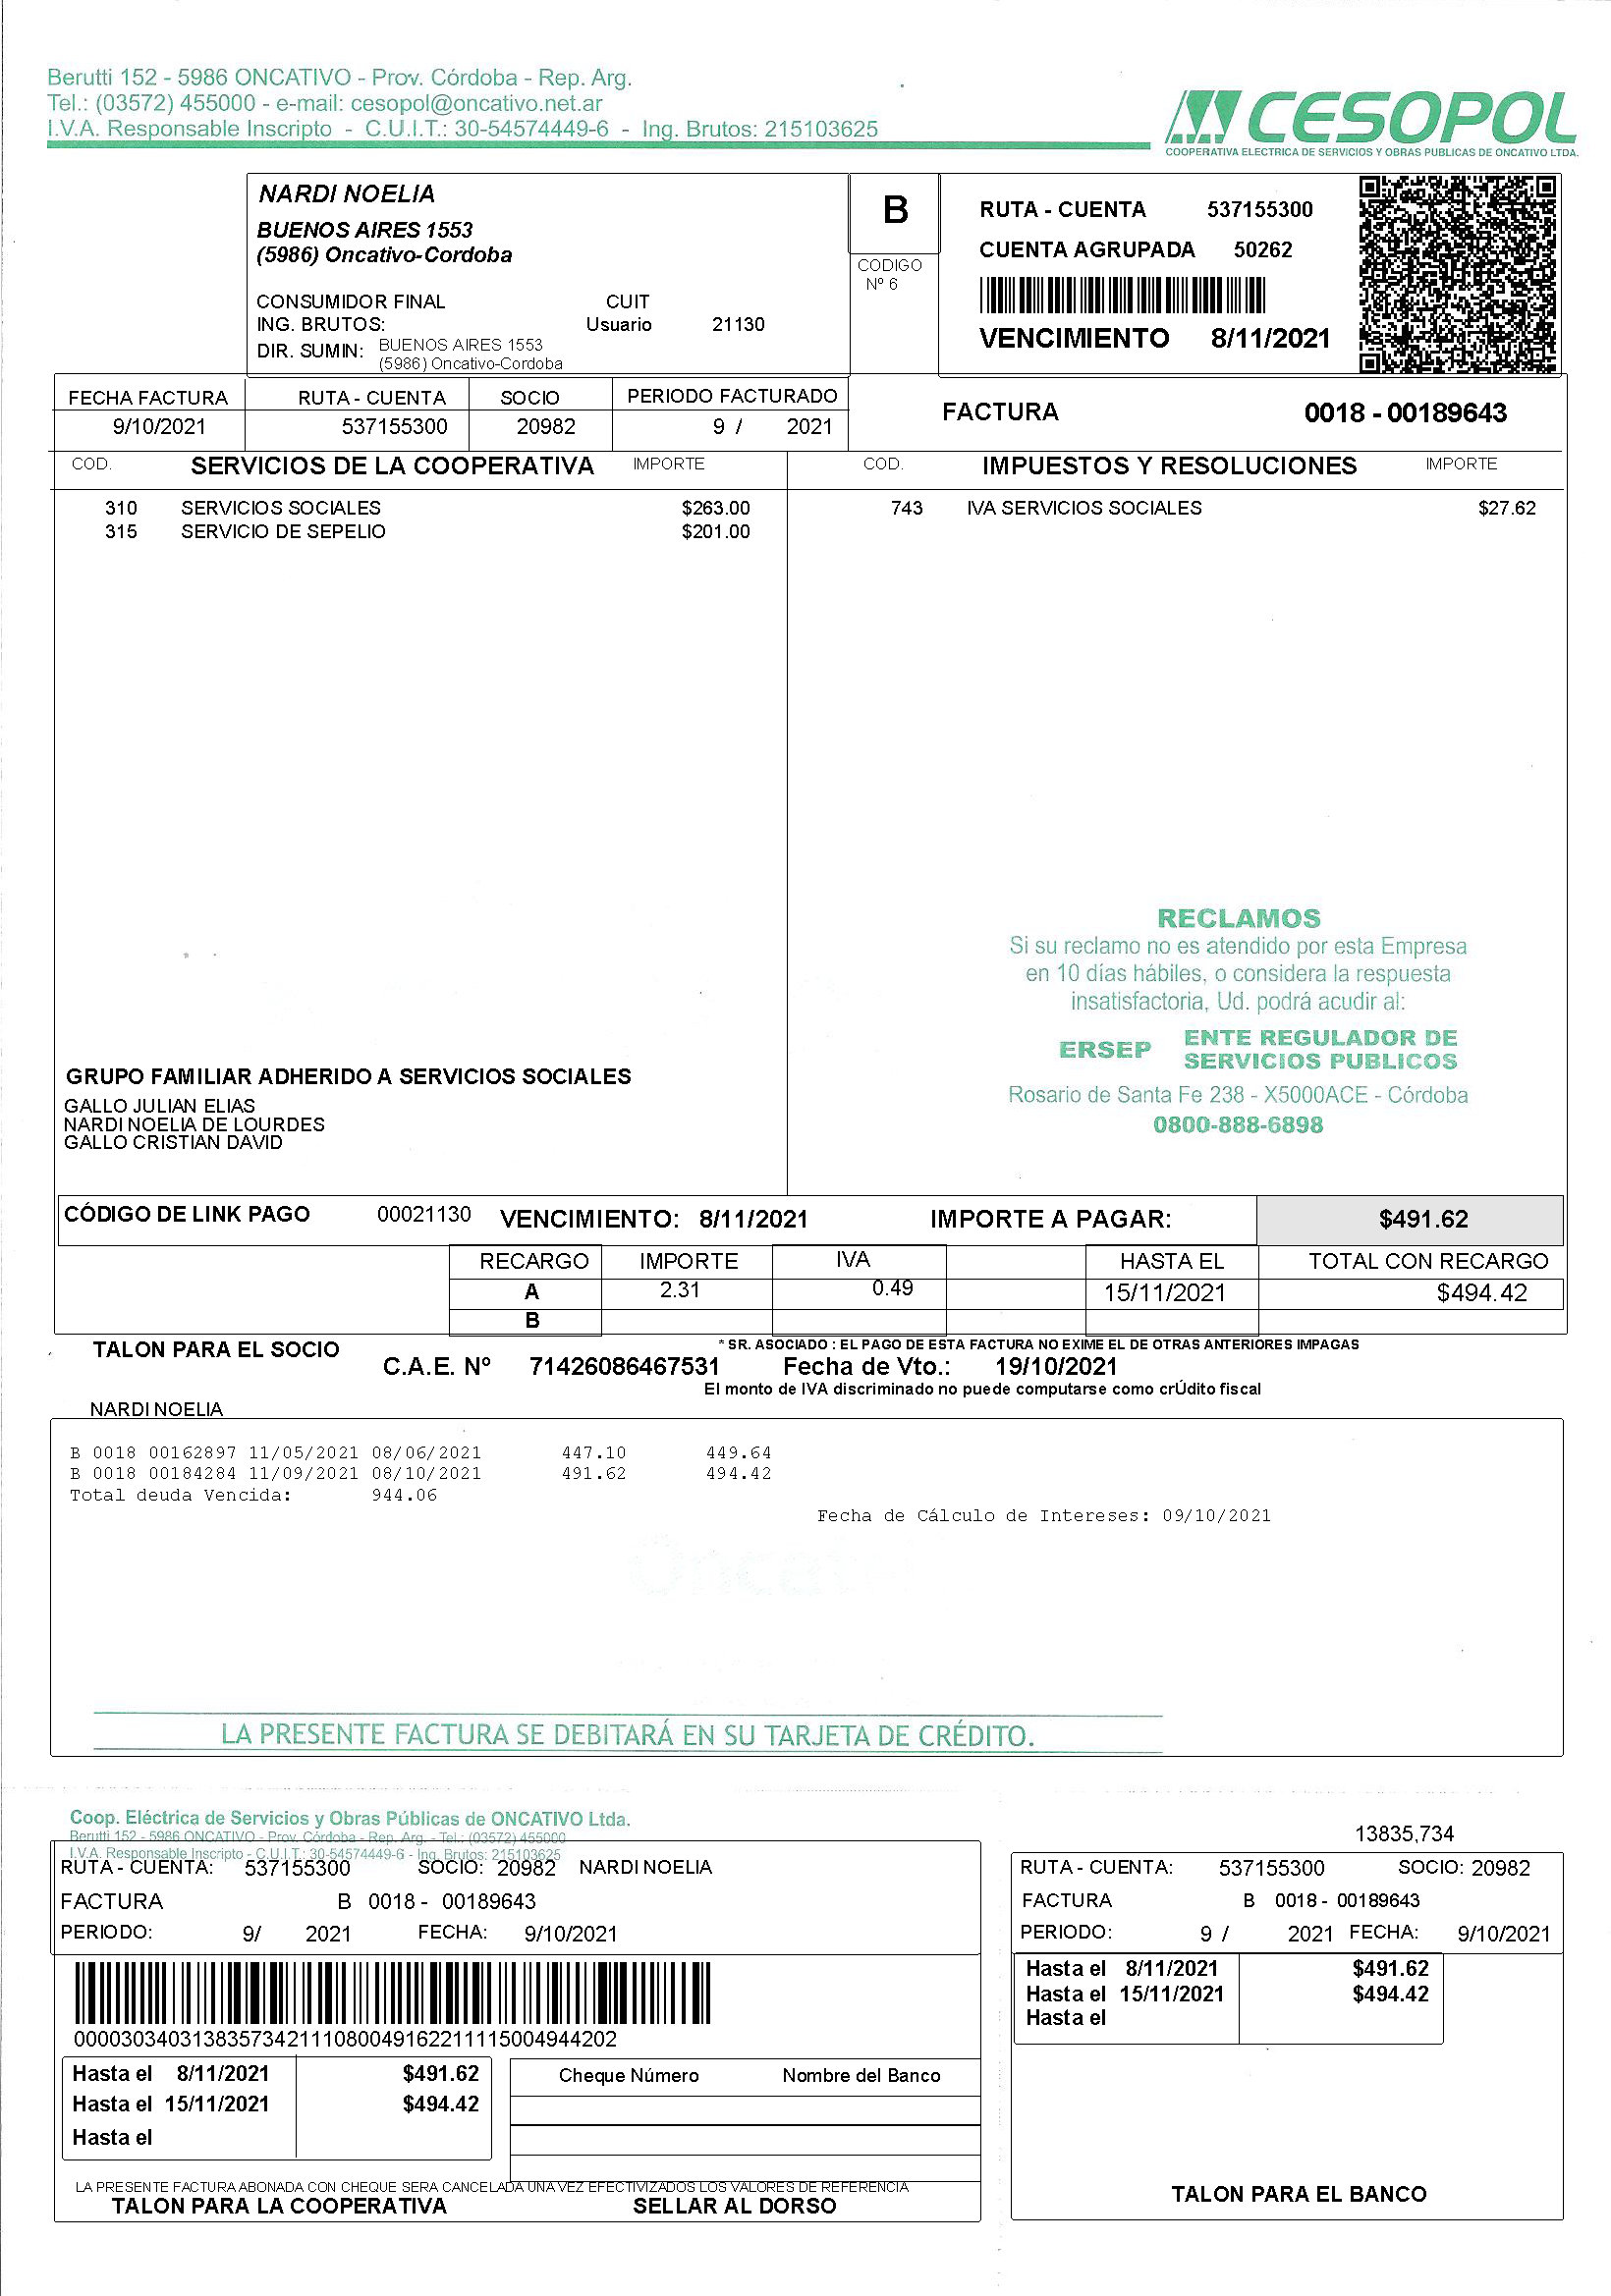 Berutti 152 - 5986 ONCATIVO - Prov. Córdoba - Rep. Arg.
Tel.: (03572) 455000 - e-mail: cesopol@oncativo.net.ar
I.V.A. Responsable Inscripto - C.U.I.T.: 30-54574449-6 - Ing. Brutos: 215103625
CESOPOL
COOPERATIVA ELECTRICA DE SERVICIOS Y OBRAS PUBLICAS DE ONCATIVO LTDA.
NARDI NOELIA
BUENOS AIRES 1553
(5986) Oncativo-Cordoba
CONSUMIDOR FINAL CUIT
ING. BRUTOS: Usuario 21130
DIR. SUMIN: BUENOS AIRES 1553
(5986) Oncativo-Cordoba
B
CODIGO
Nº 6
RUTA - CUENTA 537155300
CUENTA AGRUPADA 50262
VENCIMIENTO 8/11/2021
FECHA FACTURA RUTA - CUENTA SOCIO PERIODO FACTURADO
9/10/2021 537155300 20982 9 / 2021
FACTURA 0018 - 00189643
COD. SERVICIOS DE LA COOPERATIVA IMPORTE
310 SERVICIOS SOCIALES $263.00
315 SERVICIO DE SEPELIO $201.00
COD. IMPUESTOS Y RESOLUCIONES IMPORTE
743 IVA SERVICIOS SOCIALES $27.62
RECLAMOS
Si su reclamo no es atendido por esta Empresa
en 10 días hábiles, o considera la respuesta
insatisfactoria, Ud. podrá acudir al:
ERSEP ENTE REGULADOR DE
SERVICIOS PUBLICOS
Rosario de Santa Fe 238 - X5000ACE - Córdoba
0800-888-6898
GRUPO FAMILIAR ADHERIDO A SERVICIOS SOCIALES
GALLO JULIAN ELIAS
NARDI NOELIA DE LOURDES
GALLO CRISTIAN DAVID
CÓDIGO DE LINK PAGO 00021130 VENCIMIENTO: 8/11/2021 IMPORTE A PAGAR: $491.62
RECARGO IMPORTE IVA HASTA EL TOTAL CON RECARGO
A 2.31 0.49 15/11/2021 $494.42
B
TALON PARA EL SOCIO
* SR. ASOCIADO : EL PAGO DE ESTA FACTURA NO EXIME EL DE OTRAS ANTERIORES IMPAGAS
C.A.E. Nº 71426086467531 Fecha de Vto.: 19/10/2021
El monto de IVA discriminado no puede computarse como crÚdito fiscal
NARDI NOELIA
B 0018 00162897 11/05/2021 08/06/2021 447.10 449.64
B 0018 00184284 11/09/2021 08/10/2021 491.62 494.42
Total deuda Vencida: 944.06
Fecha de Cálculo de Intereses: 09/10/2021
LA PRESENTE FACTURA SE DEBITARÁ EN SU TARJETA DE CRÉDITO.
Coop. Eléctrica de Servicios y Obras Públicas de ONCATIVO Ltda.
Berutti 152 - 5986 ONCATIVO - Prov. Córdoba - Rep. Arg. - Tel.: (03572) 455000
I.V.A. Responsable Inscripto - C.U.I.T.: 30-54574449-6 - Ing. Brutos: 215103625
RUTA - CUENTA: 537155300 SOCIO: 20982 NARDI NOELIA
FACTURA B 0018 - 00189643
PERIODO: 9/ 2021 FECHA: 9/10/2021
0000303403138357342111080049162211115004944202
Hasta el 8/11/2021 $491.62
Hasta el 15/11/2021 $494.42
Hasta el
Cheque Número Nombre del Banco
LA PRESENTE FACTURA ABONADA CON CHEQUE SERA CANCELADA UNA VEZ EFECTIVIZADOS LOS VALORES DE REFERENCIA
TALON PARA LA COOPERATIVA SELLAR AL DORSO
13835,734
RUTA - CUENTA: 537155300 SOCIO: 20982
FACTURA B 0018 - 00189643
PERIODO: 9 / 2021 FECHA: 9/10/2021
Hasta el 8/11/2021 $491.62
Hasta el 15/11/2021 $494.42
Hasta el
TALON PARA EL BANCO